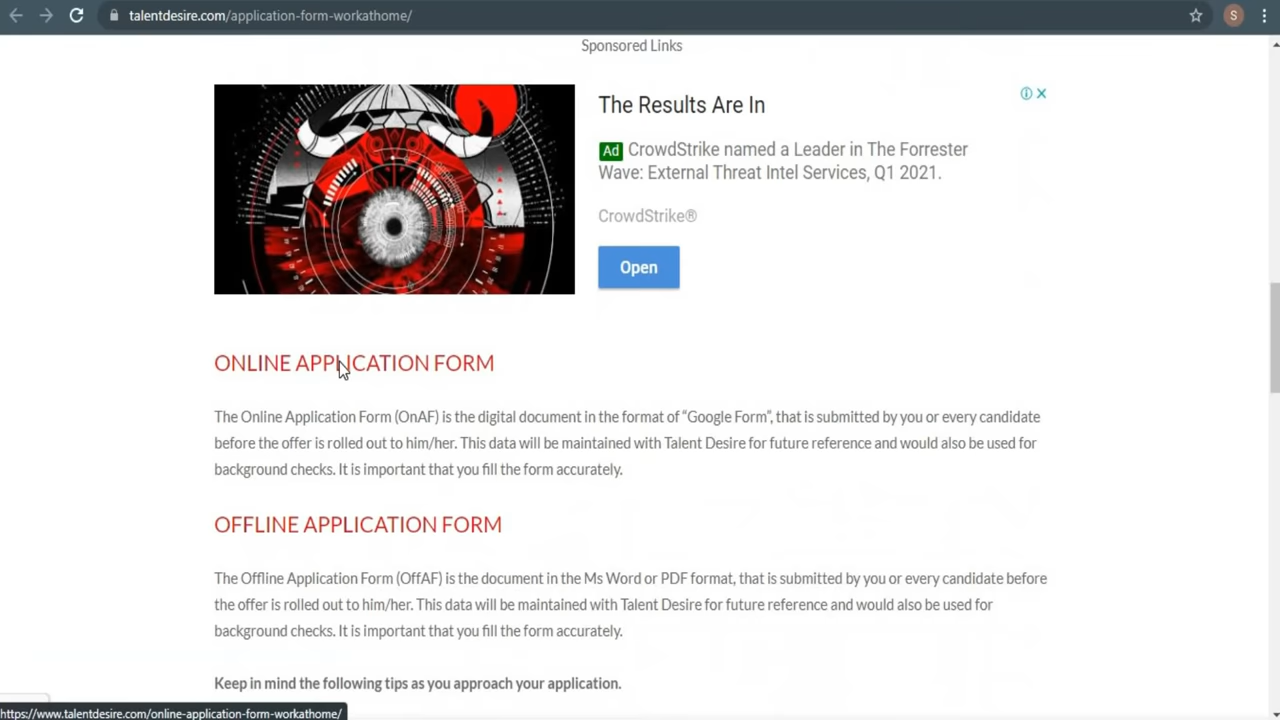 talentdesire.com/application-form-workathome/
S
Sponsored Links
The Results Are In
Ad CrowdStrike named a Leader in The Forrester
Wave: External Threat Intel Services, Q1 2021.
CrowdStrike®
Open
ONLINE APPLICATION FORM
The Online Application Form (OnAF) is the digital document in the format of “Google Form”, that is submitted by you or every candidate
before the offer is rolled out to him/her. This data will be maintained with Talent Desire for future reference and would also be used for
background checks. It is important that you fill the form accurately.
OFFLINE APPLICATION FORM
The Offline Application Form (OffAF) is the document in the Ms Word or PDF format, that is submitted by you or every candidate before
the offer is rolled out to him/her. This data will be maintained with Talent Desire for future reference and would also be used for
background checks. It is important that you fill the form accurately.
Keep in mind the following tips as you approach your application.
https://www.talentdesire.com/online-application-form-workathome/